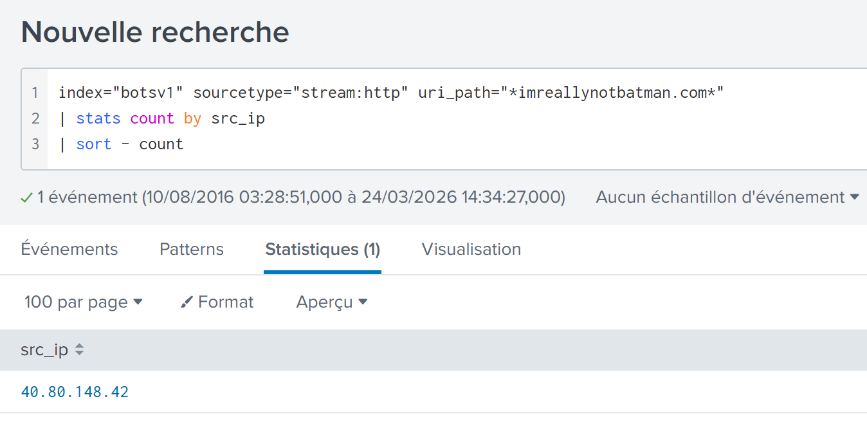 Nouvelle recherche
1 index="botsv1" sourcetype="stream:http" uri_path="*imreallynotbatman.com*"
2 | stats count by src_ip
3 | sort - count
1 événement (10/08/2016 03:28:51,000 à 24/03/2026 14:34:27,000) Aucun échantillon d'événement
Événements Patterns Statistiques (1) Visualisation
100 par page Format Aperçu
src_ip
40.80.148.42